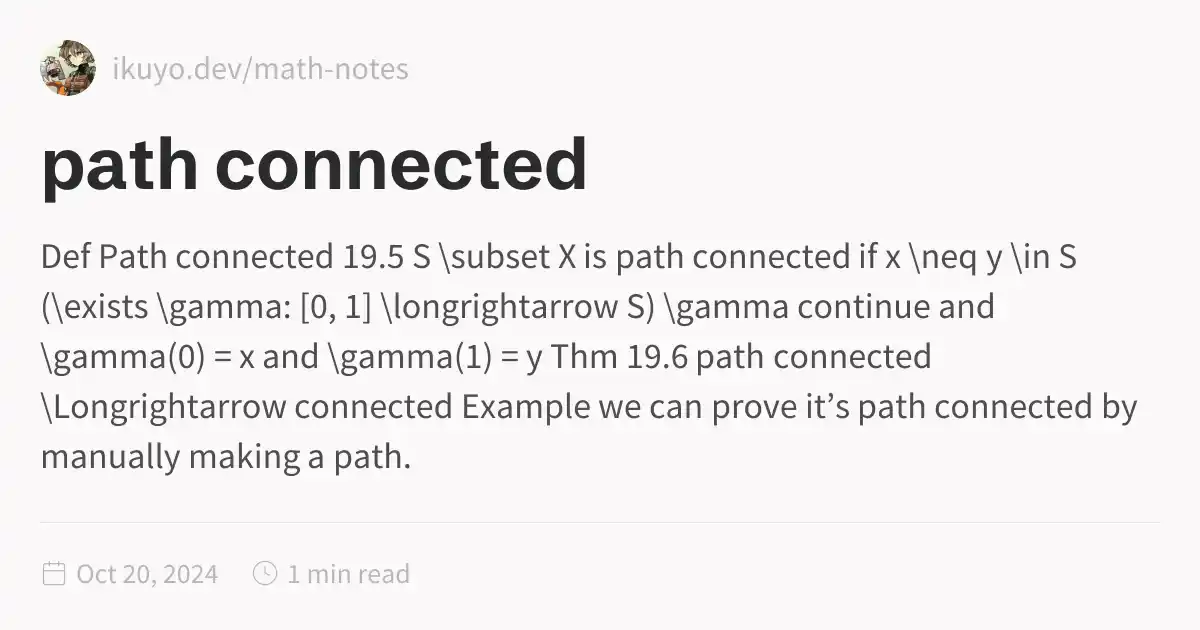 ikuyo.dev/math-notes
path connected
Def Path connected 19.5 S \subset X is path connected if x \neq y \in S
(\exists \gamma: [0, 1] \longrightarrow S) \gamma continue and
\gamma(0) = x and \gamma(1) = y Thm 19.6 path connected
\Longrightarrow connected Example we can prove it’s path connected by
manually making a path.
Oct 20, 2024 1 min read